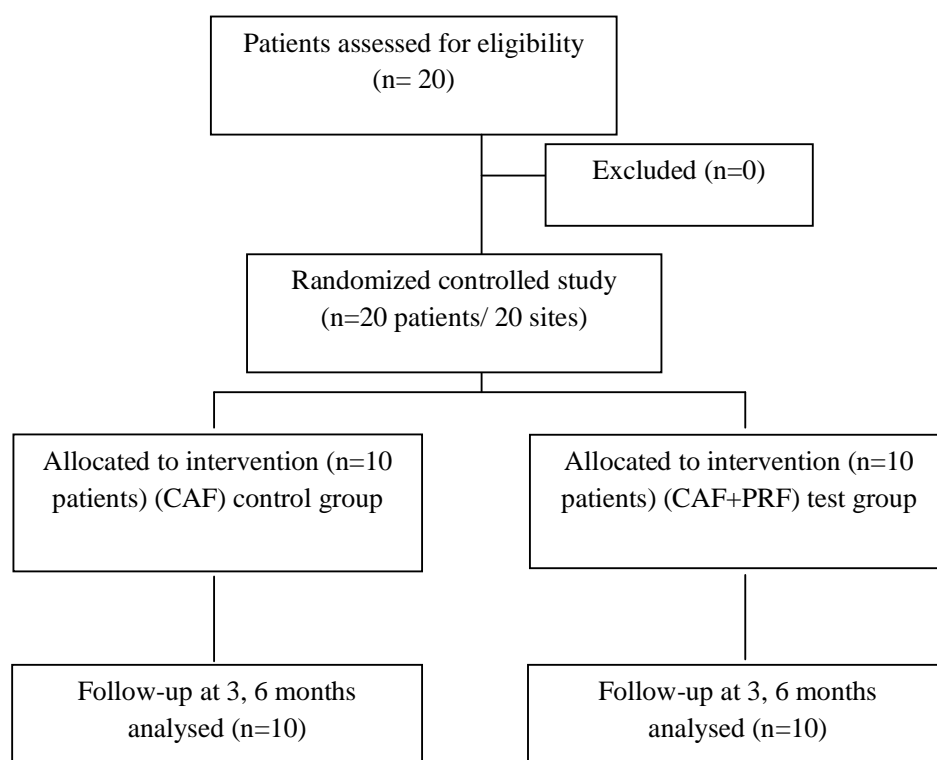 Patients assessed for eligibility
(n= 20)
Excluded (n=0)
Randomized controlled study
(n=20 patients/ 20 sites)
Allocated to intervention (n=10
patients) (CAF) control group
Allocated to intervention (n=10
patients) (CAF+PRF) test group
Follow-up at 3, 6 months
analysed (n=10)
Follow-up at 3, 6 months
analysed (n=10)